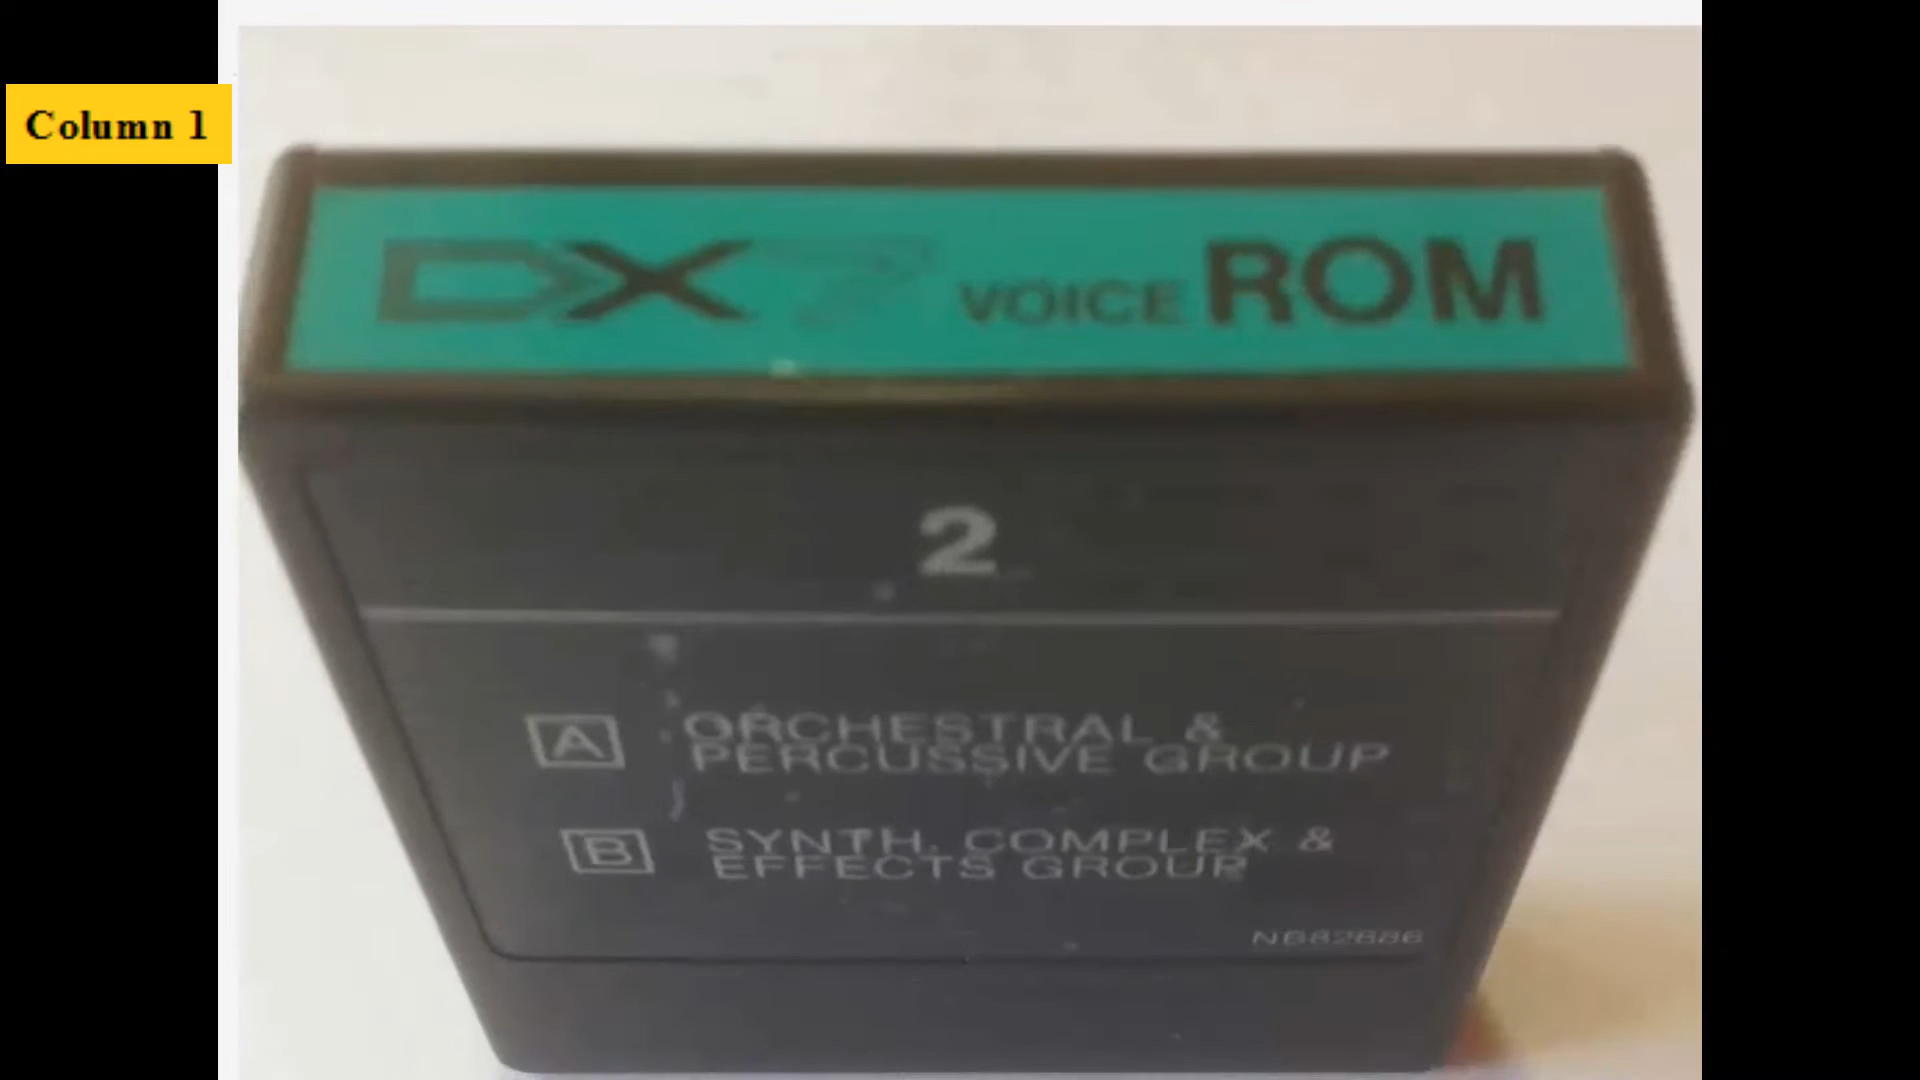 Column 1
DX7 VOICE ROM
2
A ORCHESTRAL &
PERCUSSIVE GROUP
B SYNTH, COMPLEX &
EFFECTS GROUP